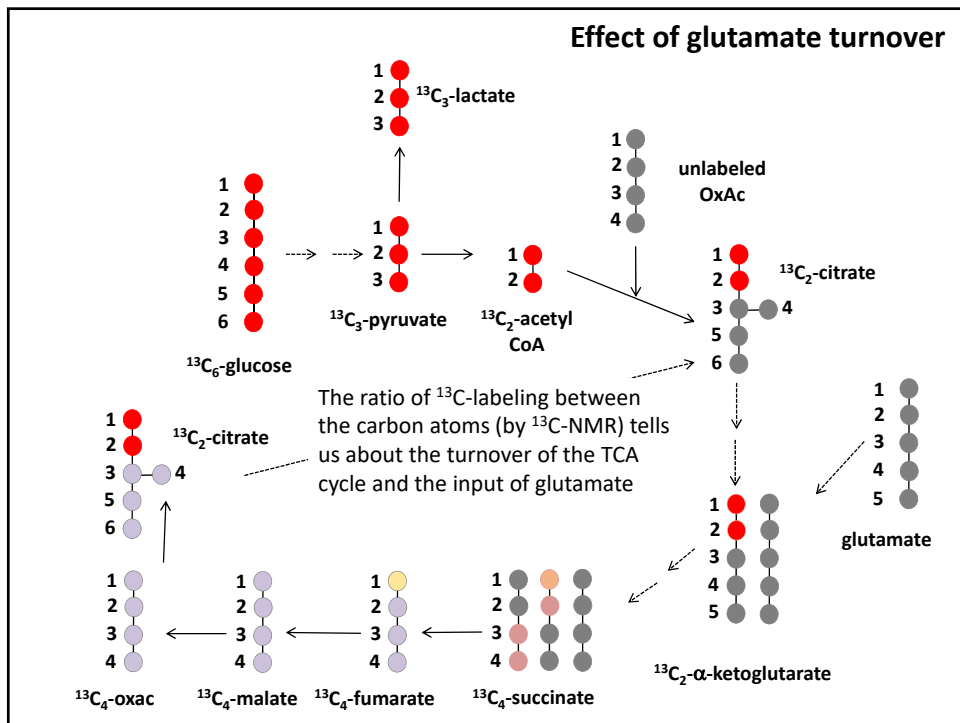 Effect of glutamate turnover
1
2
3
¹³C₃-lactate
1
2
3
4
unlabeled
OxAc
1
2
3
4
5
6
¹³C₆-glucose
1
2
3
¹³C₃-pyruvate
1
2
¹³C₂-acetyl
CoA
1
2
3
4
5
6
¹³C₂-citrate
The ratio of ¹³C-labeling between
the carbon atoms (by ¹³C-NMR) tells
us about the turnover of the TCA
cycle and the input of glutamate
1
2
3
4
5
glutamate
1
2
3
4
5
6
¹³C₂-citrate
1
2
3
4
5
¹³C₂-α-ketoglutarate
1
2
3
4
¹³C₄-oxac
1
2
3
4
¹³C₄-malate
1
2
3
4
¹³C₄-fumarate
1
2
3
4
¹³C₄-succinate